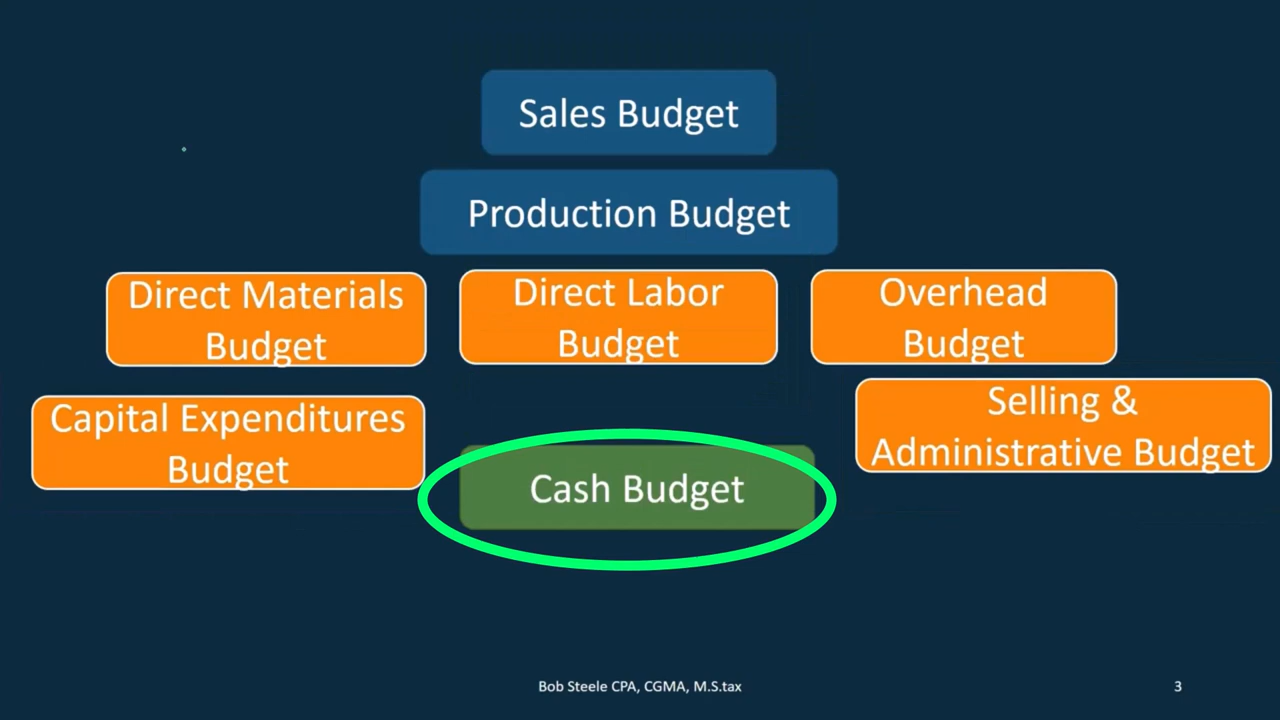 Sales Budget
Production Budget
Direct Materials
Budget
Direct Labor
Budget
Overhead
Budget
Capital Expenditures
Budget
Cash Budget
Selling &
Administrative Budget
Bob Steele CPA, CGMA, M.S.tax
3